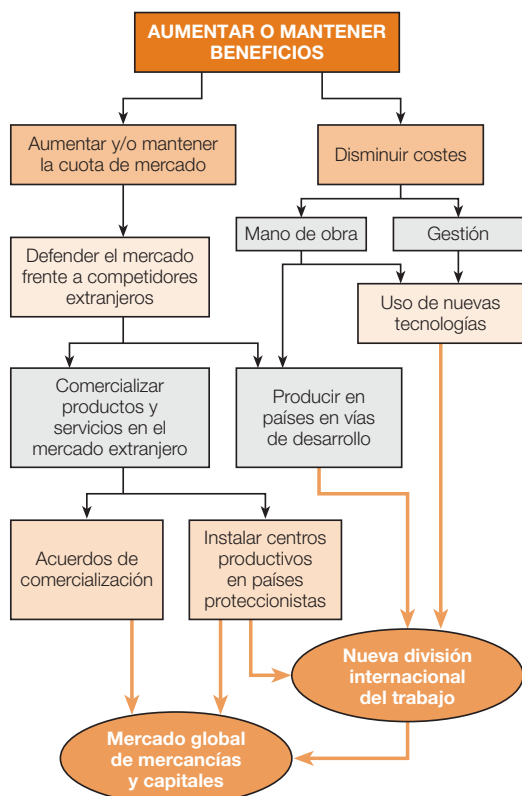 AUMENTAR O MANTENER
BENEFICIOS
Aumentar y/o mantener
la cuota de mercado
Disminuir costes
Mano de obra
Gestión
Defender el mercado
frente a competidores
extranjeros
Uso de nuevas
tecnologías
Comercializar
productos y
servicios en el
mercado extranjero
Producir en
países en vías
de desarrollo
Acuerdos de
comercialización
Instalar centros
productivos
en países
proteccionistas
Nueva división
internacional
del trabajo
Mercado global
de mercancías
y capitales